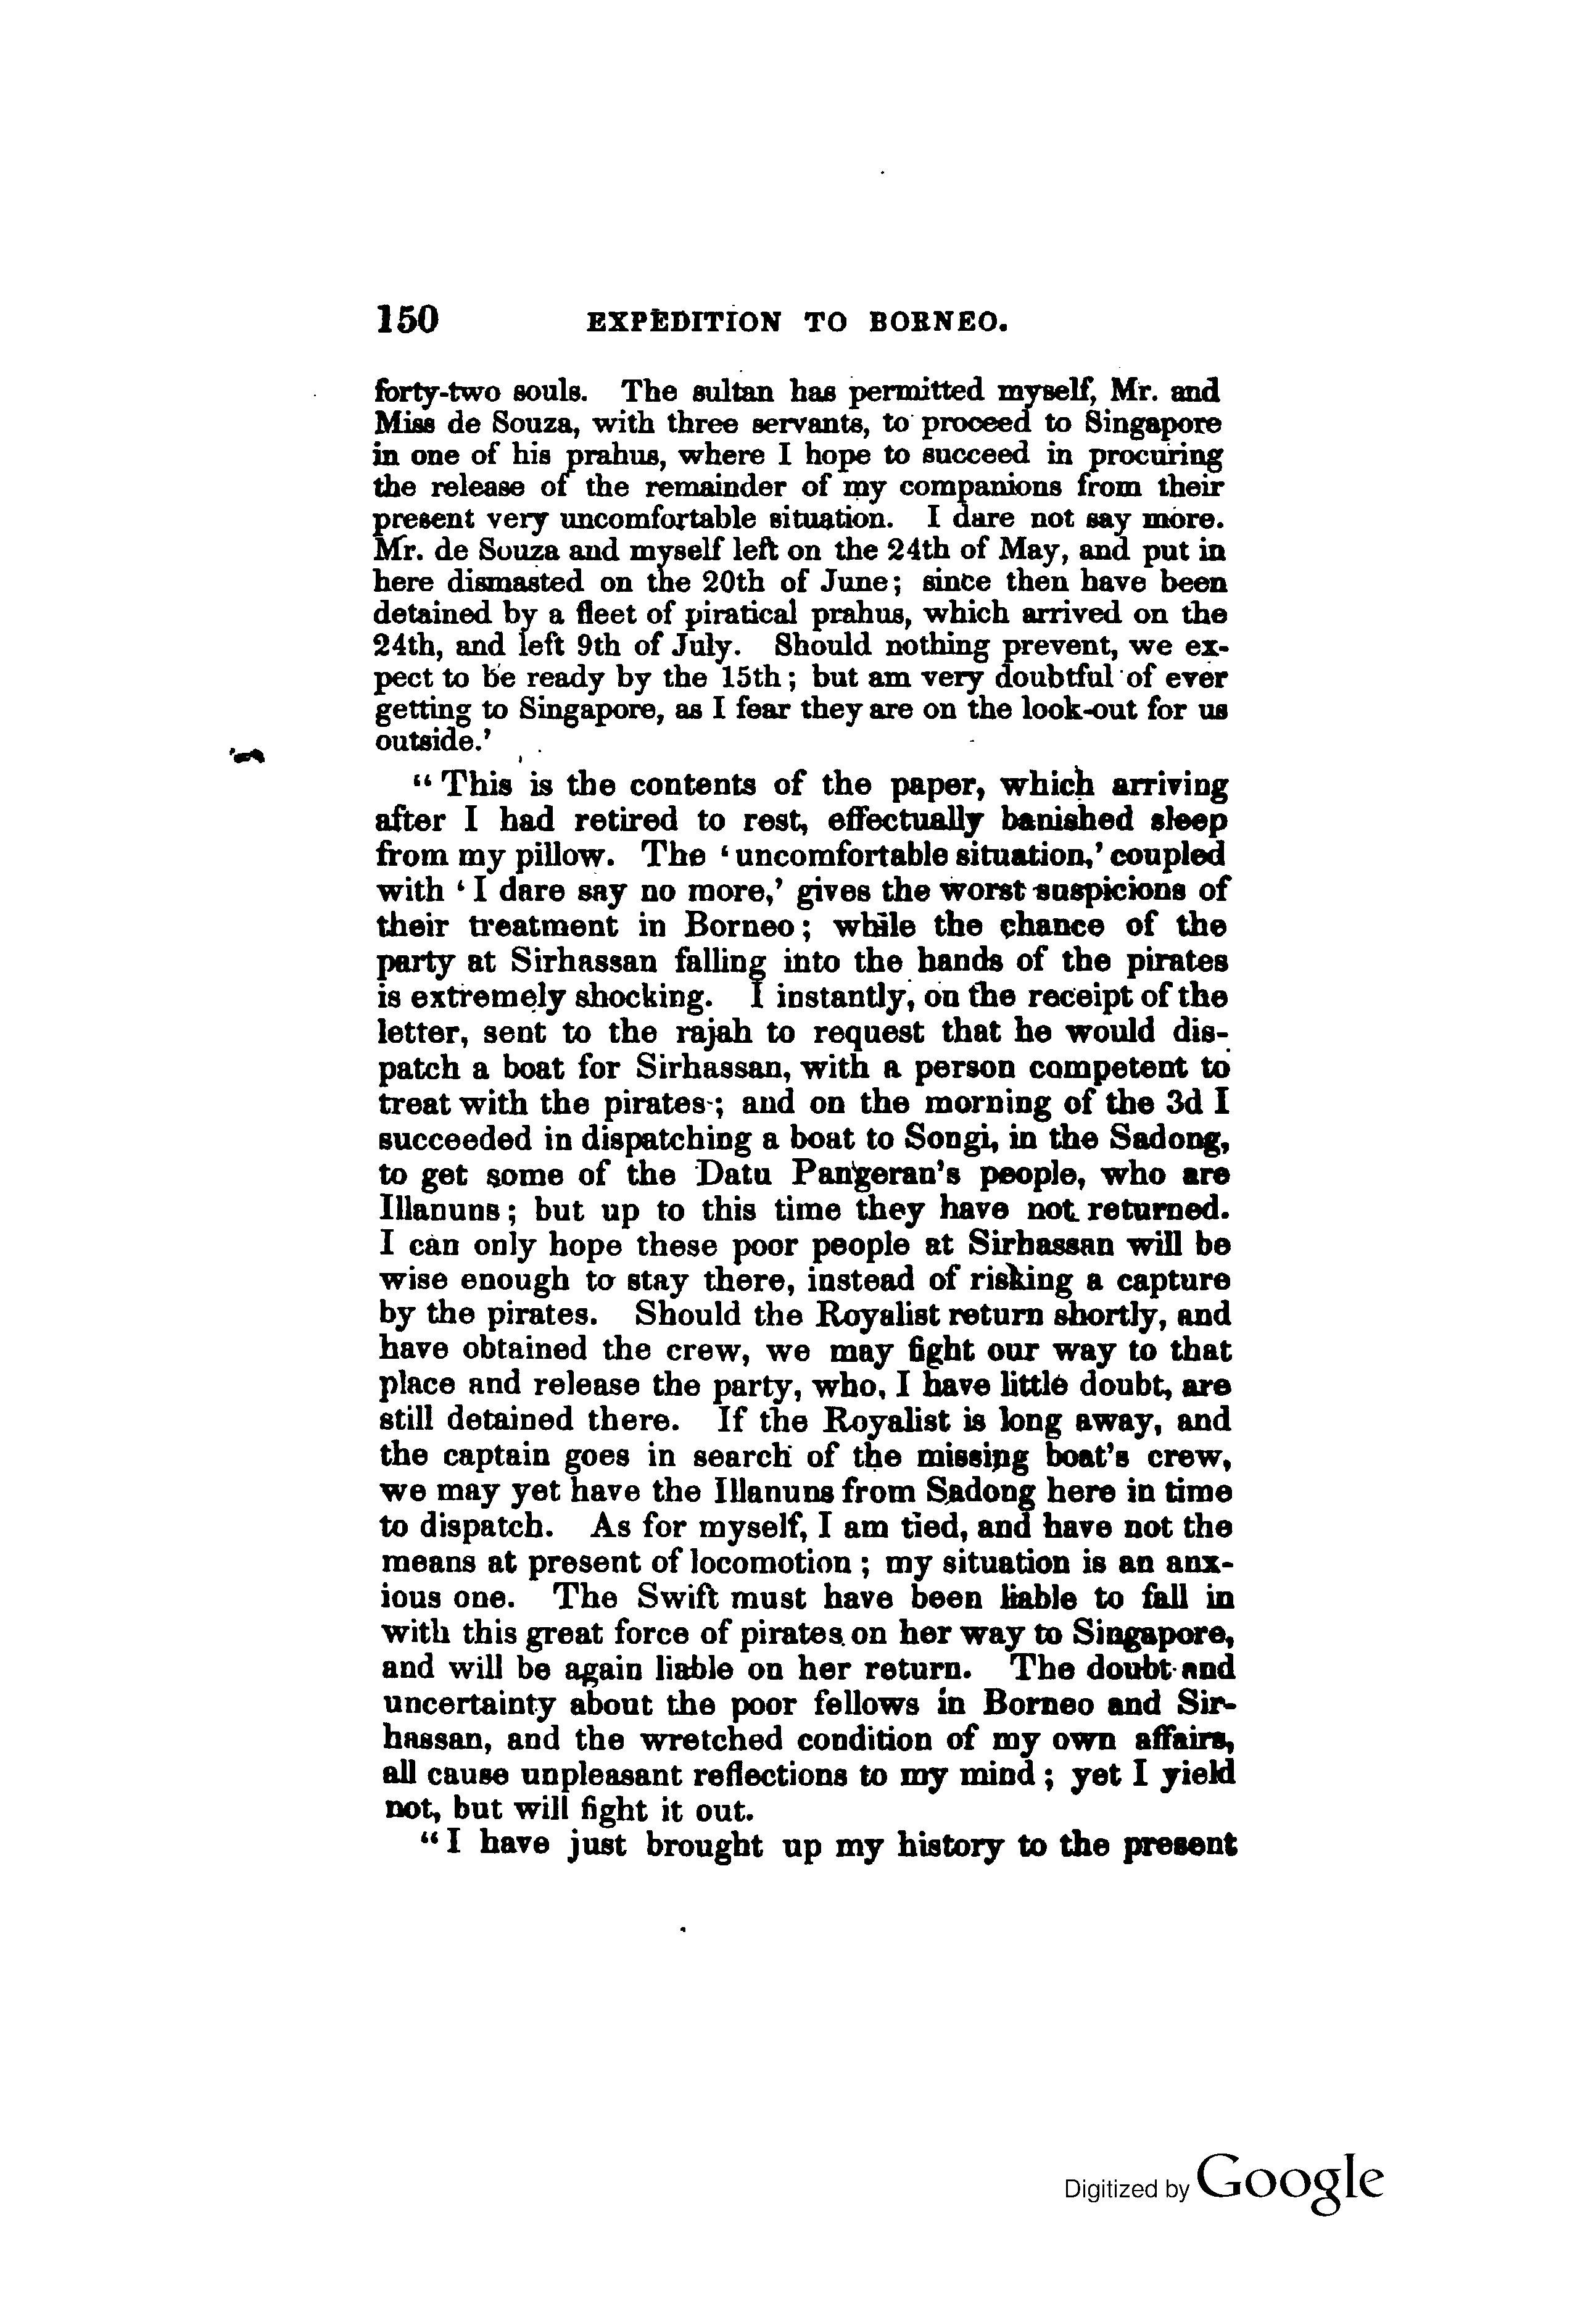 150 EXPEDITION TO BORNEO.
forty-two souls. The sultan has permitted myself, Mr. and
Miss de Souza, with three servants, to proceed to Singapore
in one of his prahus, where I hope to succeed in procuring
the release of the remainder of my companions from their
present very uncomfortable situation. I dare not say more.
Mr. de Souza and myself left on the 24th of May, and put in
here dismasted on the 20th of June; since then have been
detained by a fleet of piratical prahus, which arrived on the
24th, and left 9th of July. Should nothing prevent, we ex-
pect to be ready by the 15th; but am very doubtful of ever
getting to Singapore, as I fear they are on the look-out for us
outside.’
“This is the contents of the paper, which arriving
after I had retired to rest, effectually banished sleep
from my pillow. The ‘uncomfortable situation,’ coupled
with ‘I dare say no more,’ gives the worst suspicions of
their treatment in Borneo; while the chance of the
party at Sirhassan falling into the hands of the pirates
is extremely shocking. I instantly, on the receipt of the
letter, sent to the rajah to request that he would dis-
patch a boat for Sirhassan, with a person competent to
treat with the pirates; and on the morning of the 3d I
succeeded in dispatching a boat to Songi, in the Sadong,
to get some of the Datu Pangeran’s people, who are
Illanuns; but up to this time they have not returned.
I can only hope these poor people at Sirhassan will be
wise enough to stay there, instead of risking a capture
by the pirates. Should the Royalist return shortly, and
have obtained the crew, we may fight our way to that
place and release the party, who, I have little doubt, are
still detained there. If the Royalist is long away, and
the captain goes in search of the missing boat’s crew,
we may yet have the Illanuns from Sadong here in time
to dispatch. As for myself, I am tied, and have not the
means at present of locomotion; my situation is an anx-
ious one. The Swift must have been liable to fall in
with this great force of pirates on her way to Singapore,
and will be again liable on her return. The doubt and
uncertainty about the poor fellows in Borneo and Sir-
hassan, and the wretched condition of my own affairs,
all cause unpleasant reflections to my mind; yet I yield
not, but will fight it out.
“I have just brought up my history to the present
Digitized by Google